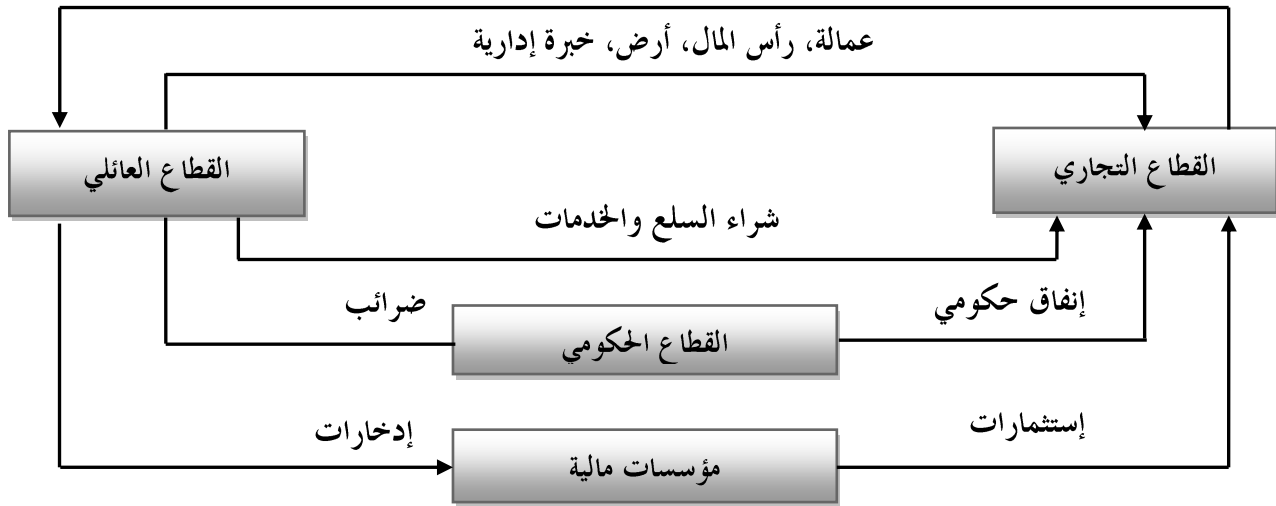 عمالة، رأس المال، أرض، خبرة إدارية
القطاع التجاري
القطاع العائلي
شراء السلع والخدمات
إنفاق حكومي
ضرائب
القطاع الحكومي
إستثمارات
إدخارات
مؤسسات مالية